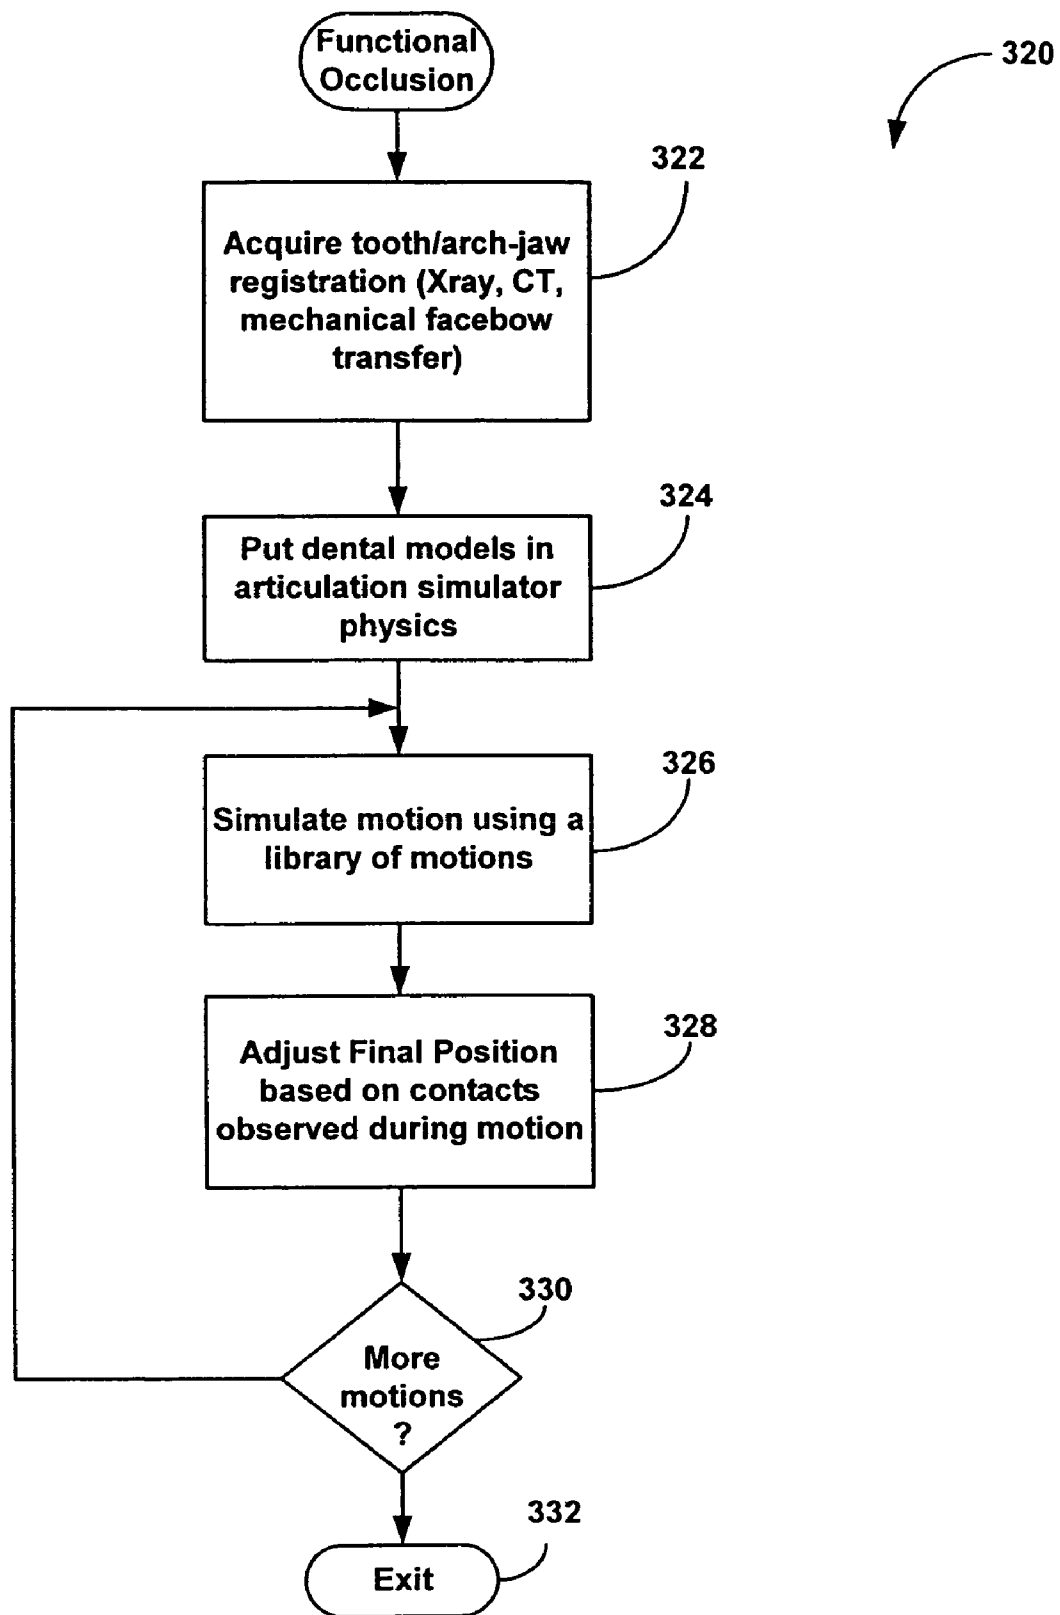 Functional
Occlusion
320
322
Acquire tooth/arch-jaw
registration (Xray, CT,
mechanical facebow
transfer)
324
Put dental models in
articulation simulator
physics
326
Simulate motion using a
library of motions
328
Adjust Final Position
based on contacts
observed during motion
330
More
motions
?
332
Exit